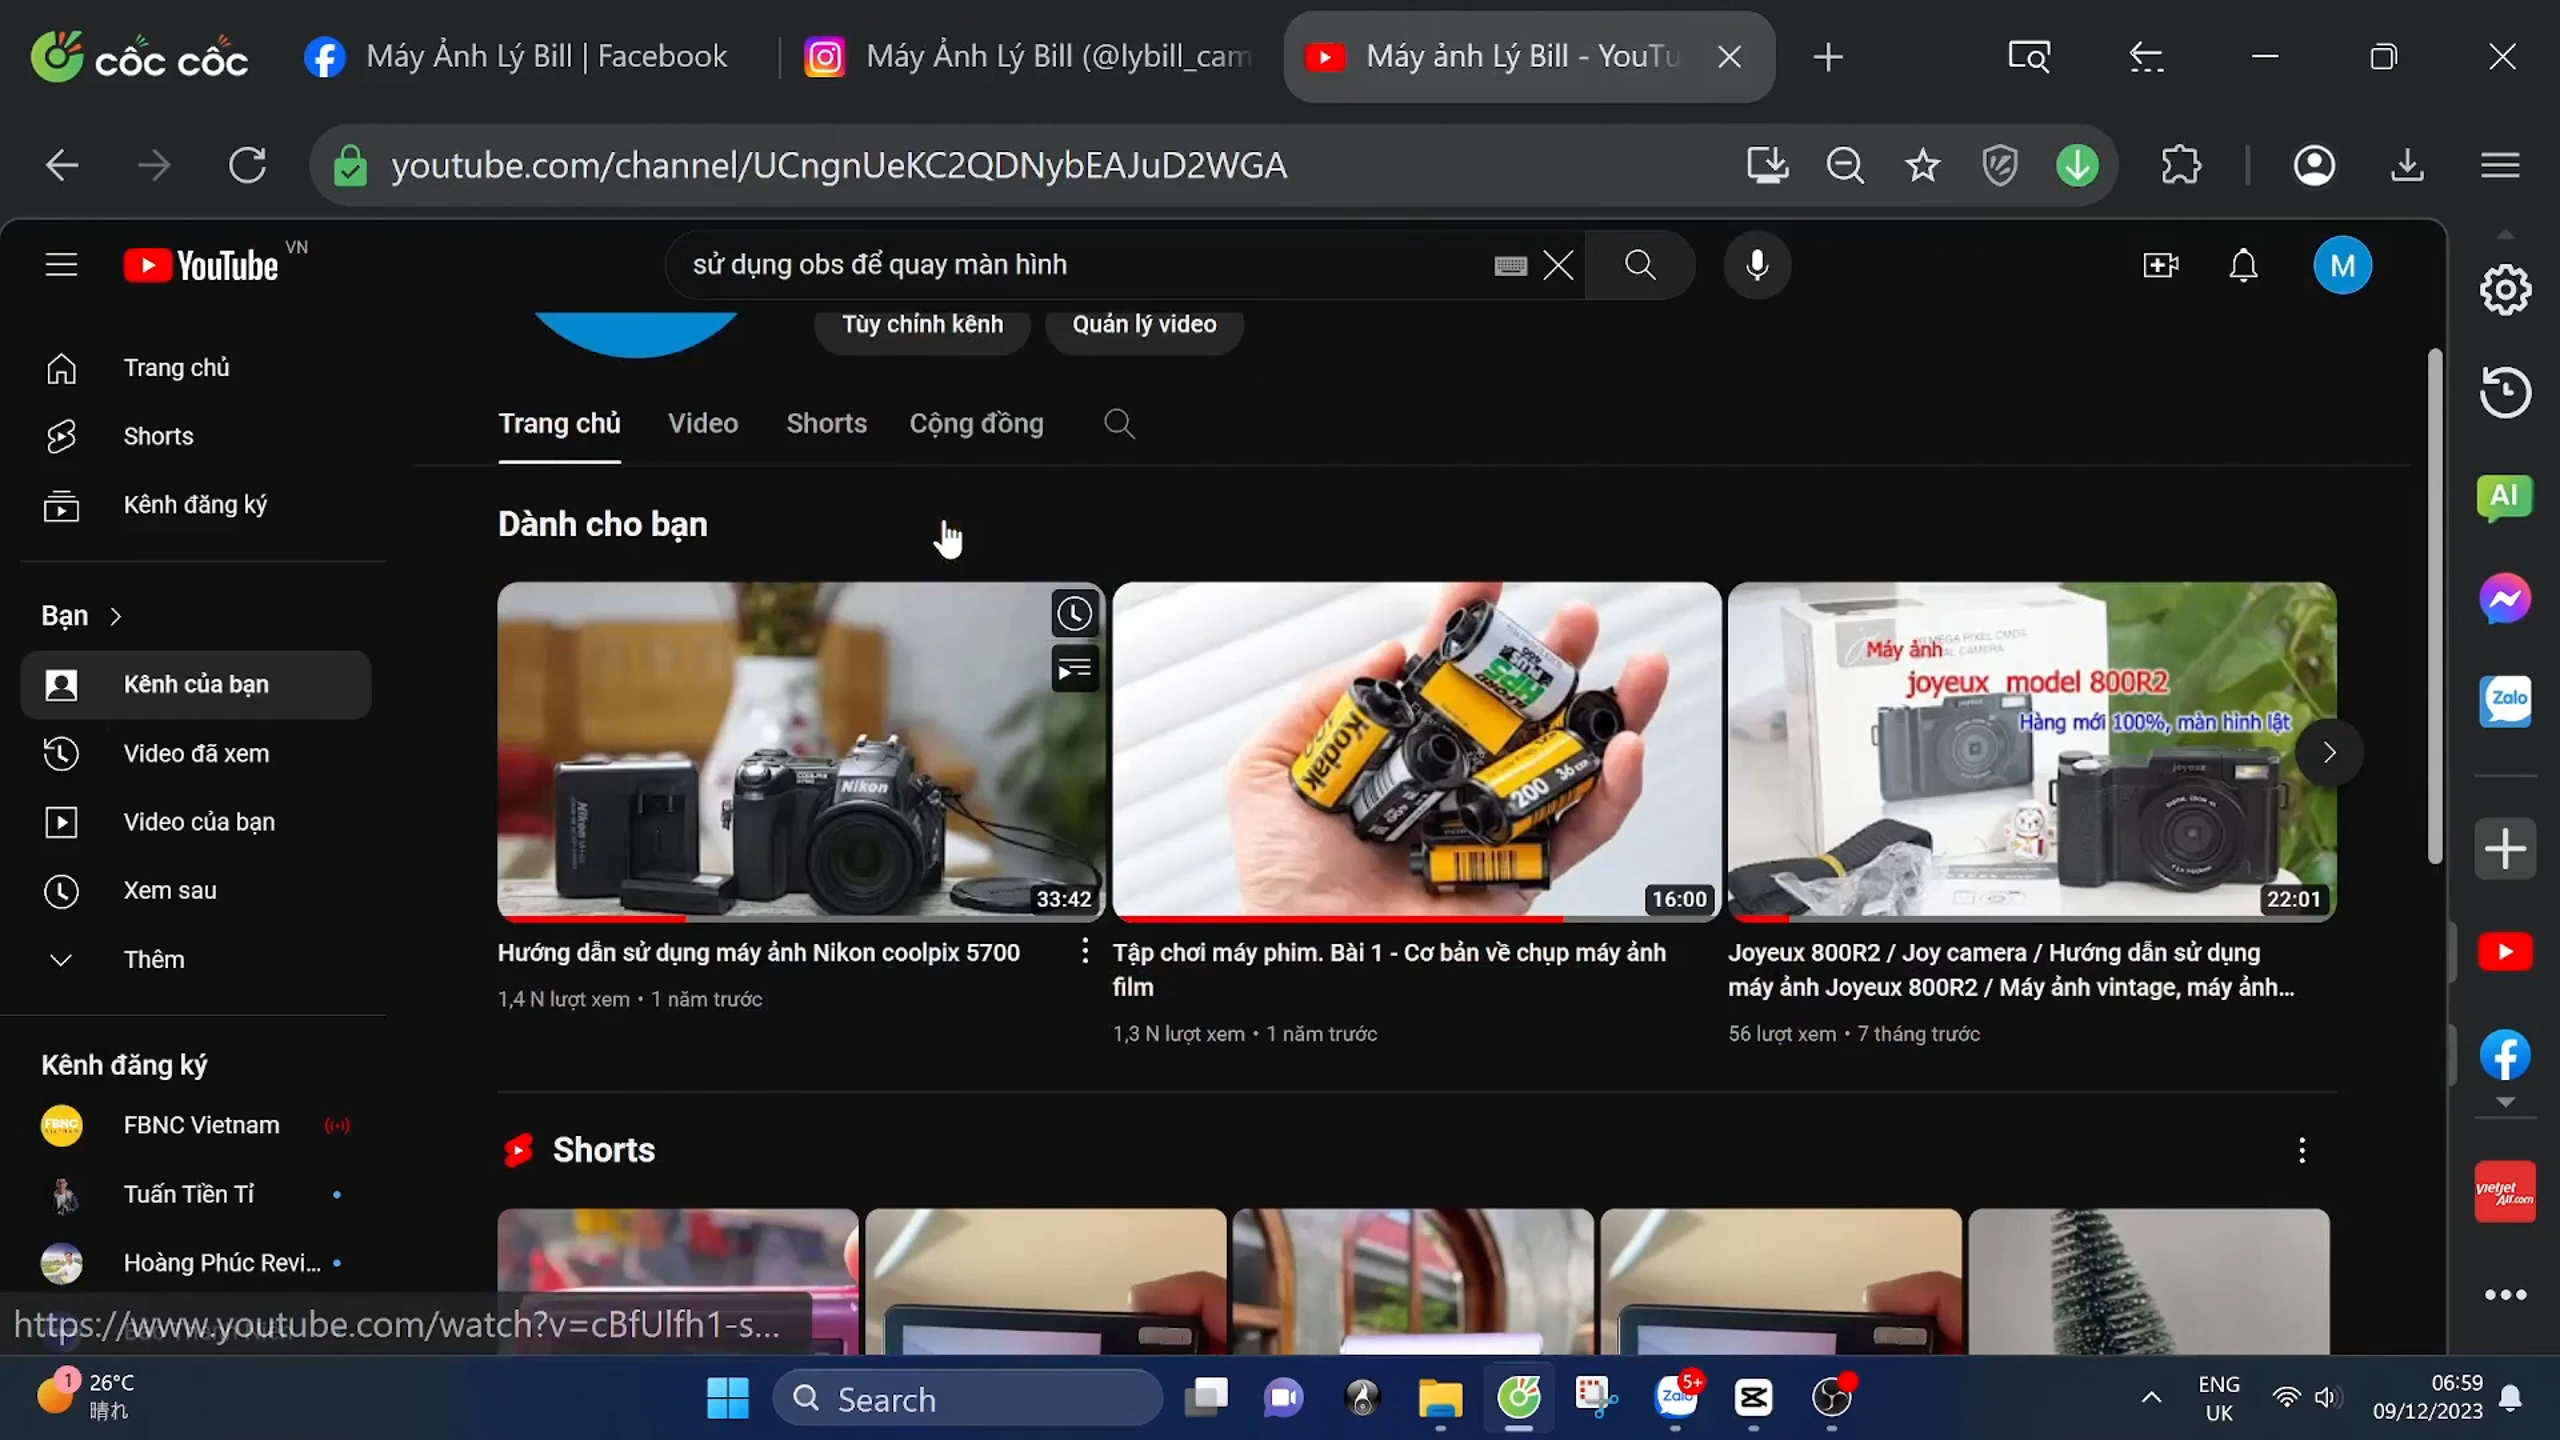 cốc cốc
Máy Ảnh Lý Bill | Facebook
Máy Ảnh Lý Bill (@lybill_cam
Máy ảnh Lý Bill - YouTu
youtube.com/channel/UCngnUeKC2QDNybEAJuD2WGA
YouTube VN
sử dụng obs để quay màn hình
M
Tùy chỉnh kênh
Quản lý video
Trang chủ
Shorts
Kênh đăng ký
Bạn
Kênh của bạn
Video đã xem
Video của bạn
Xem sau
Thêm
Kênh đăng ký
FBNC Vietnam
Tuấn Tiền Tỉ
Hoàng Phúc Revi...
https://www.youtube.com/watch?v=cBfUlfh1-s...
Trang chủ
Video
Shorts
Cộng đồng
Dành cho bạn
Nikon
33:42
Hướng dẫn sử dụng máy ảnh Nikon coolpix 5700
1,4 N lượt xem • 1 năm trước
Kodak
200
36
16:00
Tập chơi máy phim. Bài 1 - Cơ bản về chụp máy ảnh
film
1,3 N lượt xem • 1 năm trước
Máy ảnh
joyeux model 800R2
Hàng mới 100%, màn hình lật
22:01
Joyeux 800R2 / Joy camera / Hướng dẫn sử dụng
máy ảnh Joyeux 800R2 / Máy ảnh vintage, máy ảnh...
56 lượt xem • 7 tháng trước
Shorts
AI
Zalo
vietjet
Air.com
1
26°C
晴れ
Search
Zalo
5+
ENG
UK
06:59
09/12/2023